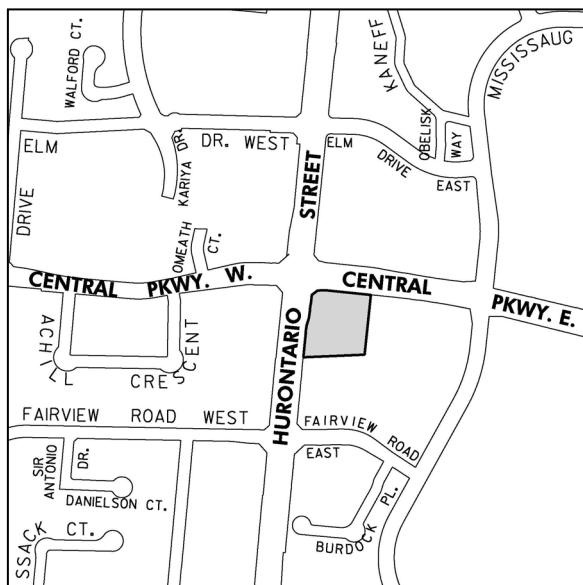 WALFORD CT.
KANEFF
MISSISSAUG
ELM
DR. WEST
ELM
DRIVE
EAST
OBELISK
WAY
KARIYA DR.
STREET
DRIVE
OMEATH
CT.
CENTRAL PKWY. W.
CENTRAL
PKWY. E.
ACHILL
CRESCENT
HURONTARIO
FAIRVIEW ROAD WEST
FAIRVIEW ROAD
EAST
SIR
ANTONIO
DR.
DANIELSON CT.
BURDOCK
PL.
SSACK CT.